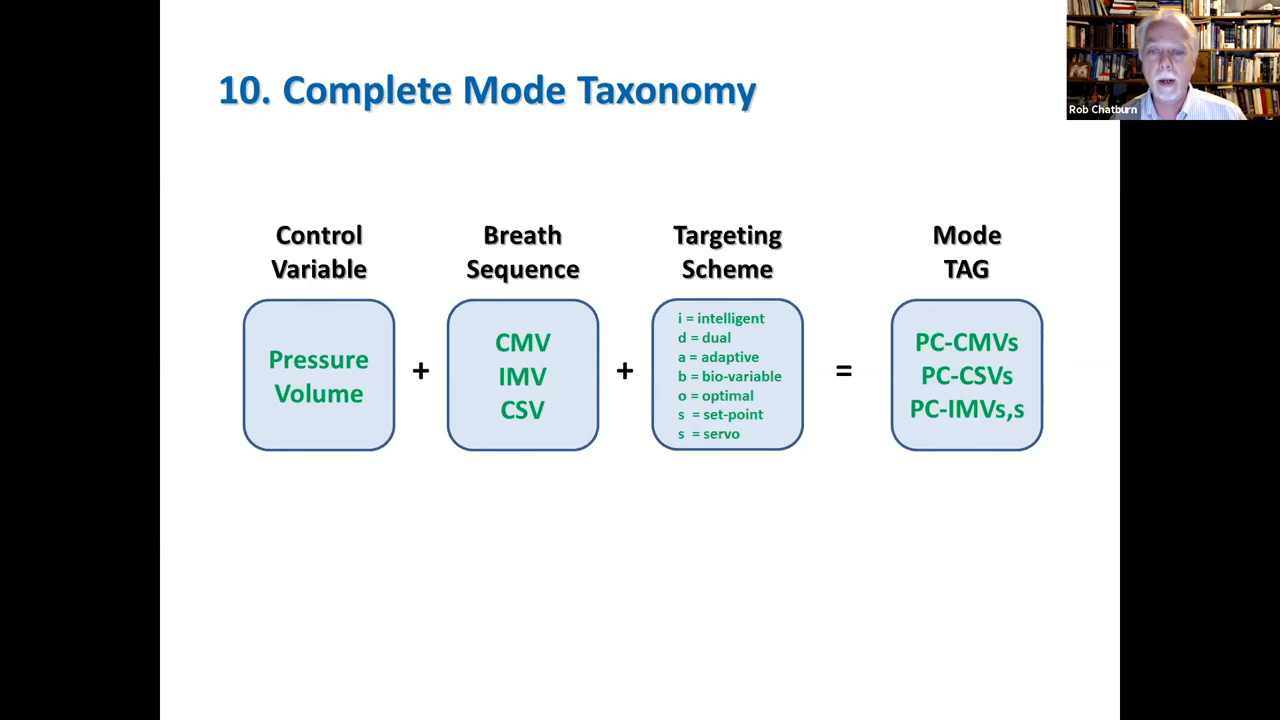 10. Complete Mode Taxonomy
Rob Chatburn
Control
Variable
Breath
Sequence
Targeting
Scheme
Mode
TAG
Pressure
Volume
+
CMV
IMV
CSV
+
i = intelligent
d = dual
a = adaptive
b = bio-variable
o = optimal
s = set-point
s = servo
=
PC-CMVs
PC-CSVs
PC-IMVs,s